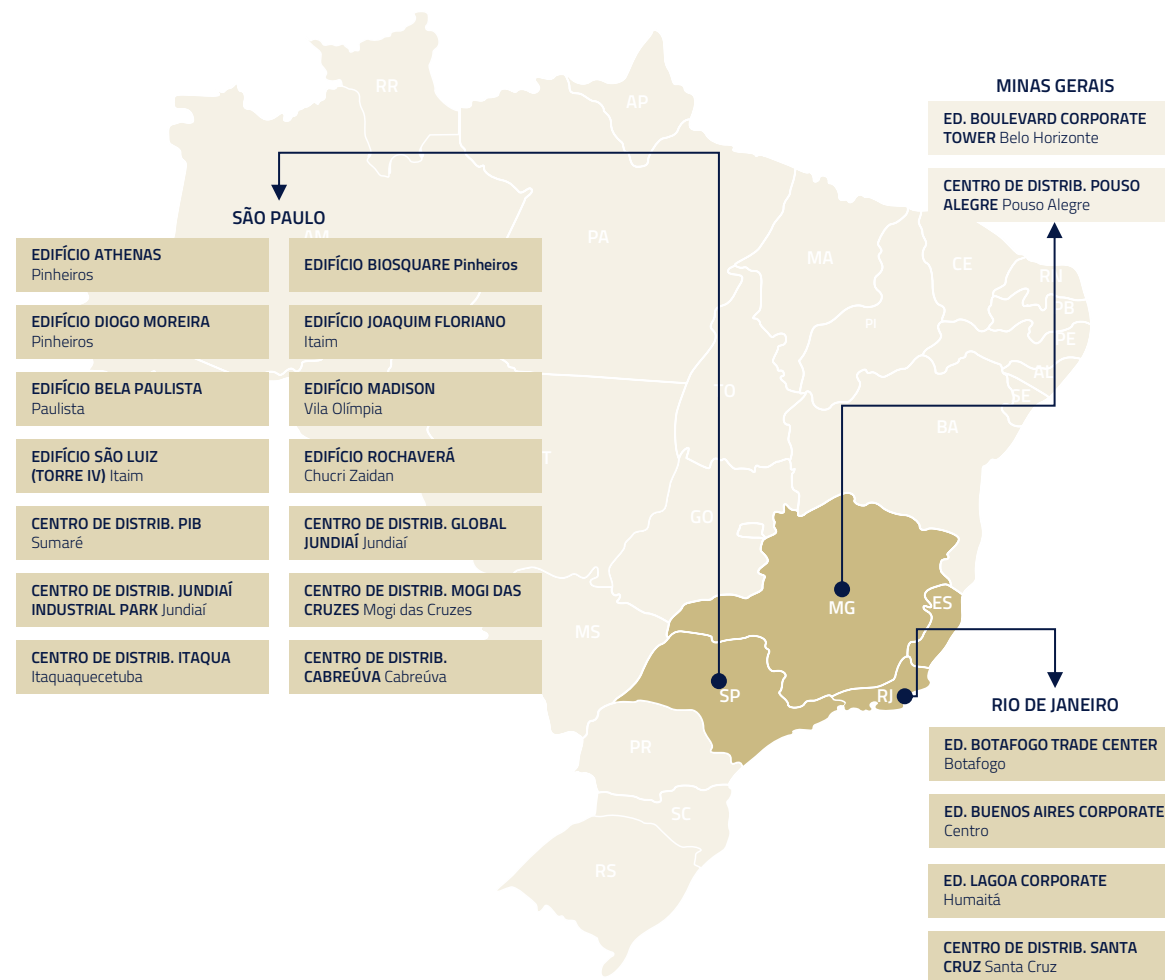 RR
AP
AM
PA
MA
CE
RN
PB
PE
AL
SE
PI
TO
BA
T
GO
MS
MG
ES
SP
RJ
PR
SC
RS
SÃO PAULO
EDIFÍCIO ATHENAS
Pinheiros
EDIFÍCIO DIOGO MOREIRA
Pinheiros
EDIFÍCIO BELA PAULISTA
Paulista
EDIFÍCIO SÃO LUIZ
(TORRE IV) Itaim
CENTRO DE DISTRIB. PIB
Sumaré
CENTRO DE DISTRIB. JUNDIAÍ
INDUSTRIAL PARK Jundiaí
CENTRO DE DISTRIB. ITAQUA
Itaquaquecetuba
EDIFÍCIO BIOSQUARE Pinheiros
EDIFÍCIO JOAQUIM FLORIANO
Itaim
EDIFÍCIO MADISON
Vila Olímpia
EDIFÍCIO ROCHAVERÁ
Chucri Zaidan
CENTRO DE DISTRIB. GLOBAL
JUNDIAÍ Jundiaí
CENTRO DE DISTRIB. MOGI DAS
CRUZES Mogi das Cruzes
CENTRO DE DISTRIB.
CABREÚVA Cabreúva
MINAS GERAIS
ED. BOULEVARD CORPORATE
TOWER Belo Horizonte
CENTRO DE DISTRIB. POUSO
ALEGRE Pouso Alegre
RIO DE JANEIRO
ED. BOTAFOGO TRADE CENTER
Botafogo
ED. BUENOS AIRES CORPORATE
Centro
ED. LAGOA CORPORATE
Humaitá
CENTRO DE DISTRIB. SANTA
CRUZ Santa Cruz